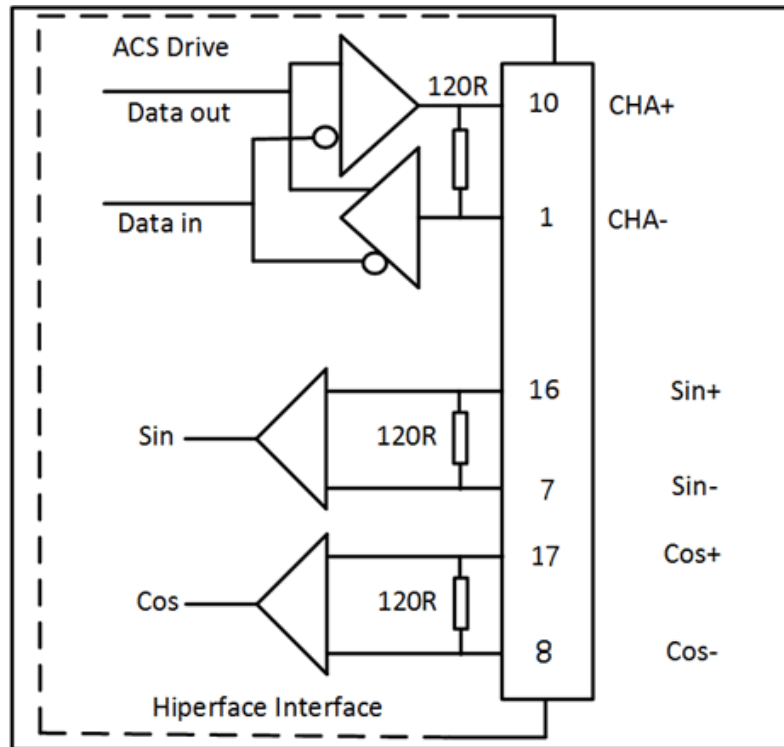 ACS Drive
120R
10 CHA+
Data out
Data in
1 CHA-
16 Sin+
Sin
120R
7 Sin-
17 Cos+
Cos
120R
8 Cos-
Hiperface Interface